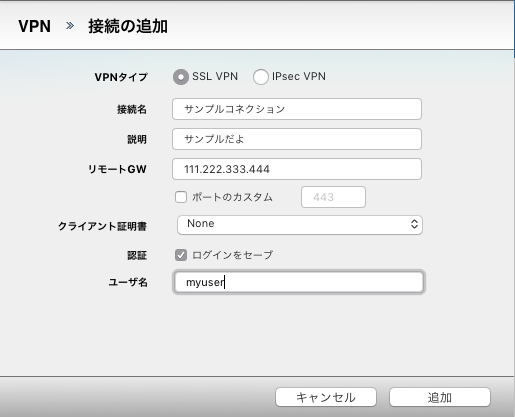 VPN » 接続の追加
VPNタイプ SSL VPN IPsec VPN
接続名 サンプルコネクション
説明 サンプルだよ
リモートGW 111.222.333.444
ポートのカスタム 443
クライアント証明書 None
認証 ログインをセーブ
ユーザ名 myuser
キャンセル 追加